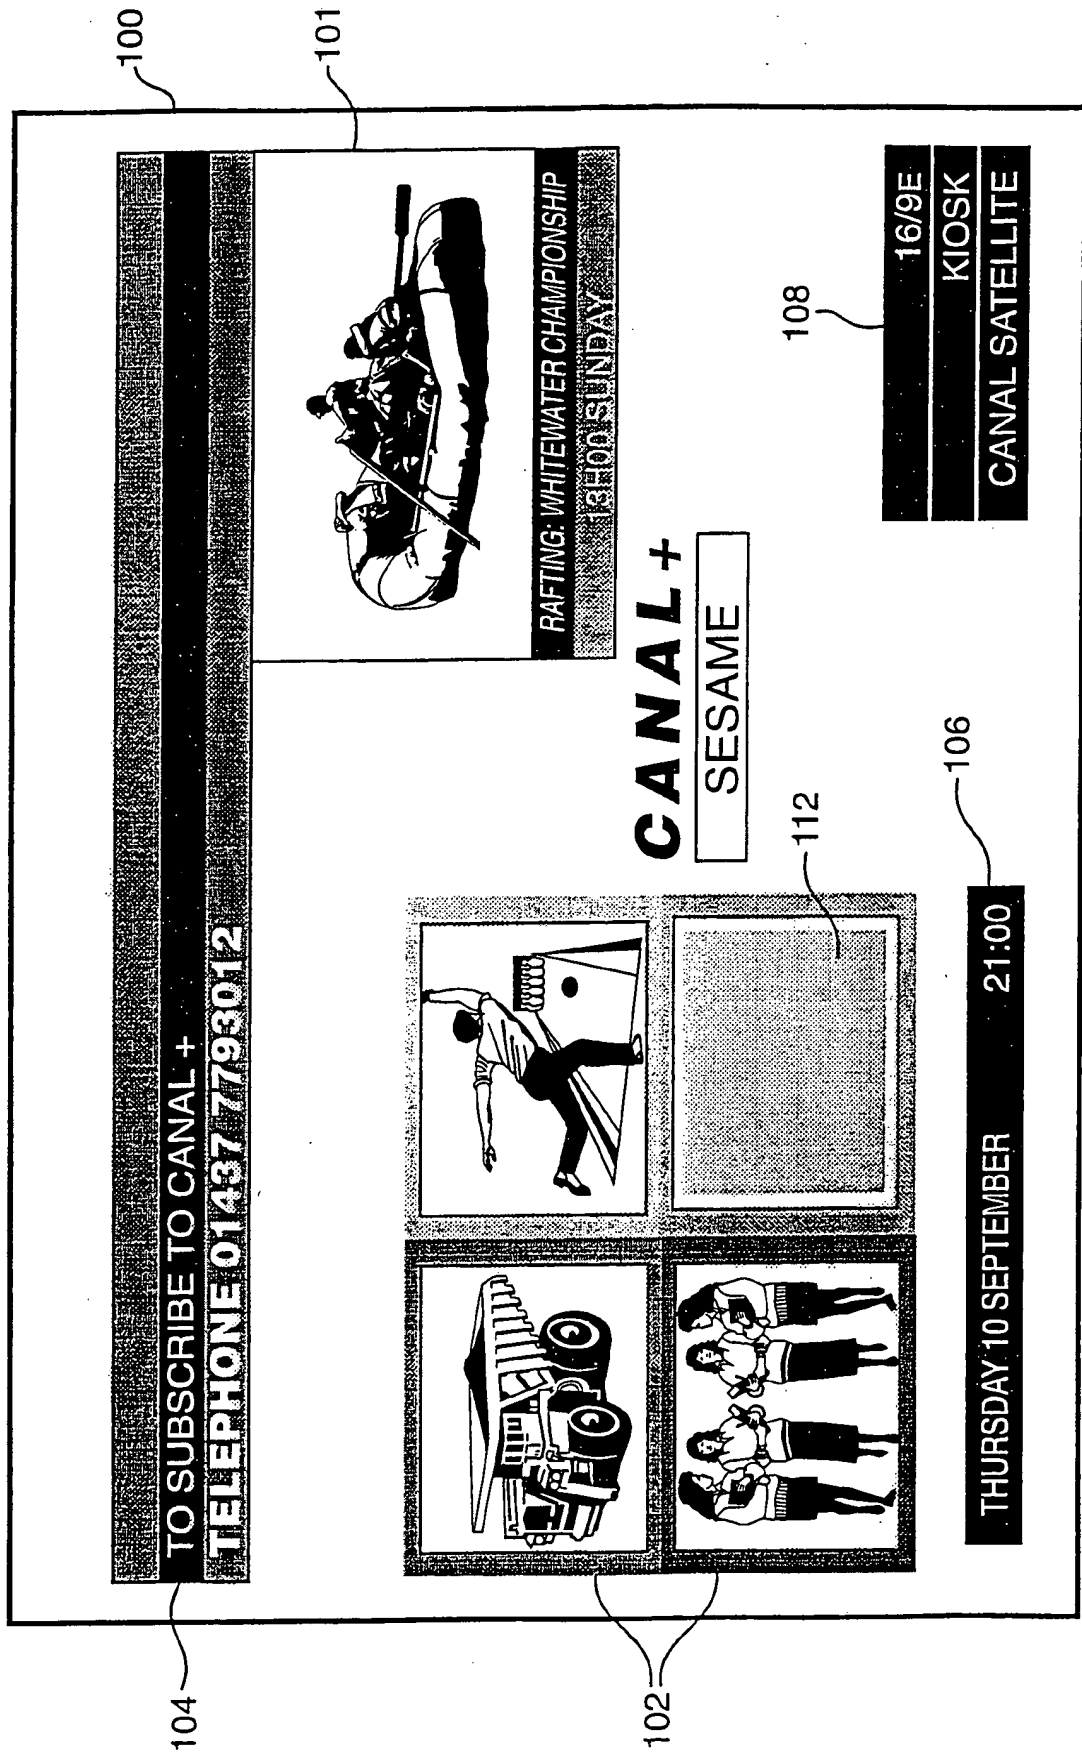 100
101
104
TO SUBSCRIBE TO CANAL +
TELEPHONE 01437 7793012
RAFTING: WHITEWATER CHAMPIONSHIP
13H00 SUNDAY
CANAL+
SESAME
102
112
108
16/9E
KIOSK
CANAL SATELLITE
106
THURSDAY 10 SEPTEMBER 21:00